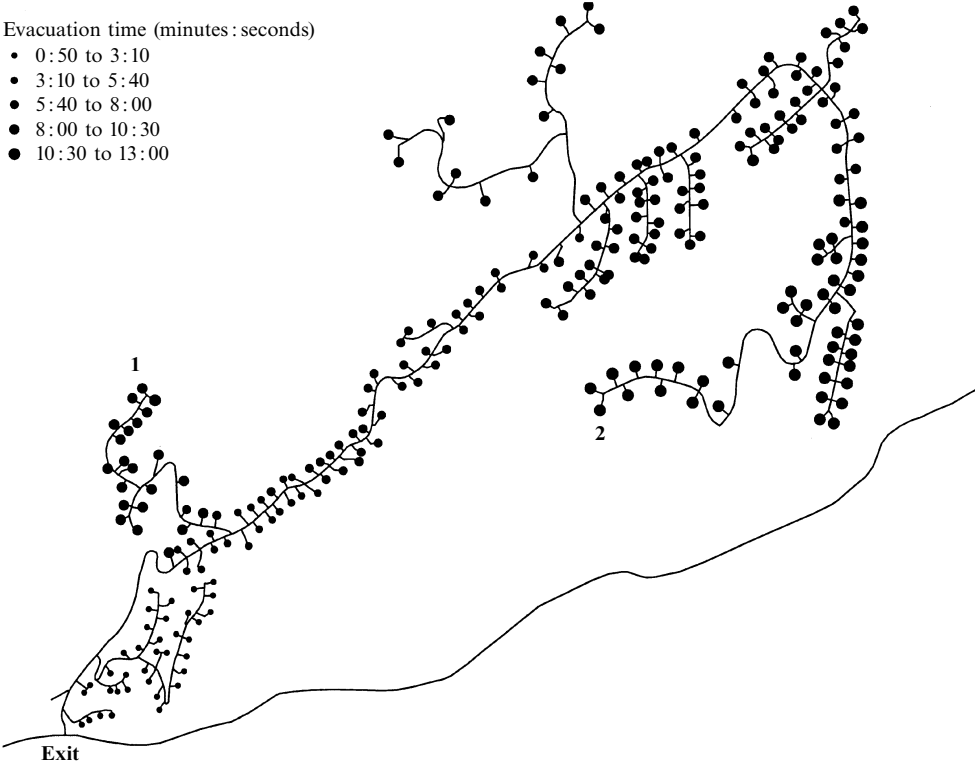 Evacuation time (minutes:seconds)
0:50 to 3:10
3:10 to 5:40
5:40 to 8:00
8:00 to 10:30
10:30 to 13:00
1
2
Exit